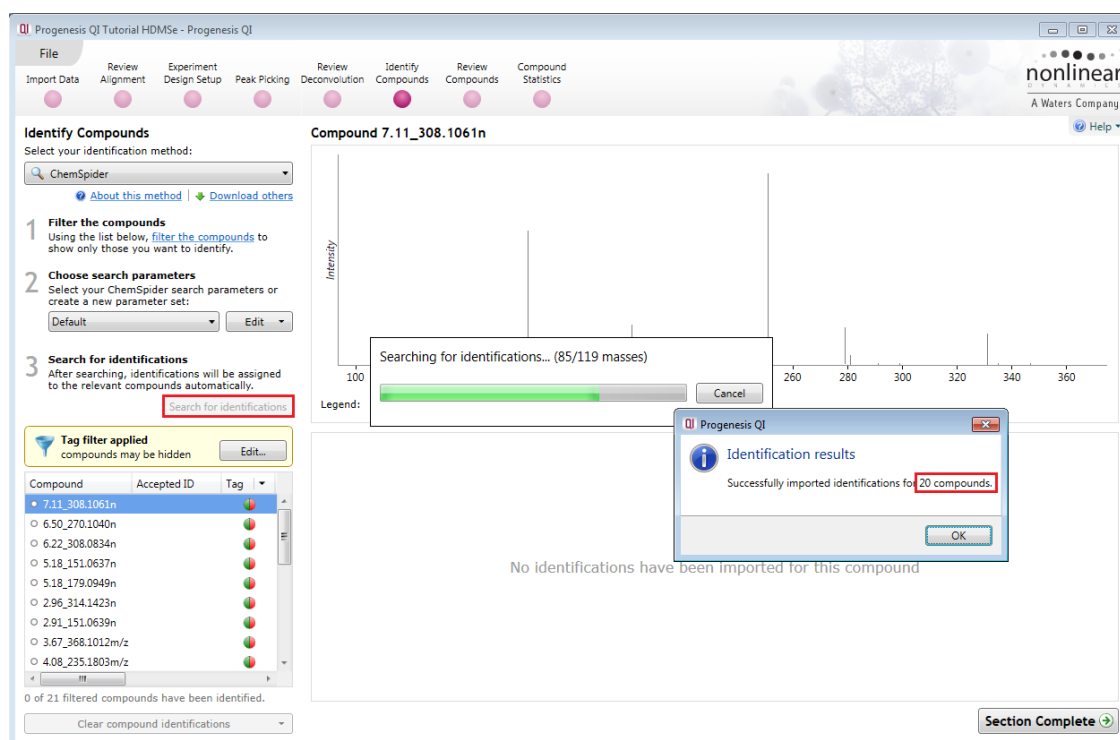 Progenesis QI Tutorial HDMSe - Progenesis QI
File
Import Data
Review Alignment
Experiment Design Setup
Peak Picking
Review Deconvolution
Identify Compounds
Review Compounds
Compound Statistics
nonlinear
DYNAMICS
A Waters Company
Help
Identify Compounds
Select your identification method:
ChemSpider
About this method
Download others
1 Filter the compounds
Using the list below, filter the compounds to
show only those you want to identify.
2 Choose search parameters
Select your ChemSpider search parameters or
create a new parameter set:
Default
Edit
3 Search for identifications
After searching, identifications will be assigned
to the relevant compounds automatically.
Search for identifications
Tag filter applied
compounds may be hidden
Edit...
Compound Accepted ID Tag
7.11_308.1061n
6.50_270.1040n
6.22_308.0834n
5.18_151.0637n
5.18_179.0949n
2.96_314.1423n
2.91_151.0639n
3.67_368.1012m/z
4.08_235.1803m/z
0 of 21 filtered compounds have been identified.
Clear compound identifications
Compound 7.11_308.1061n
Intensity
100 260 280 300 320 340 360
Legend:
Searching for identifications... (85/119 masses)
Cancel
Progenesis QI
Identification results
Successfully imported identifications for 20 compounds.
OK
No identifications have been imported for this compound
Section Complete